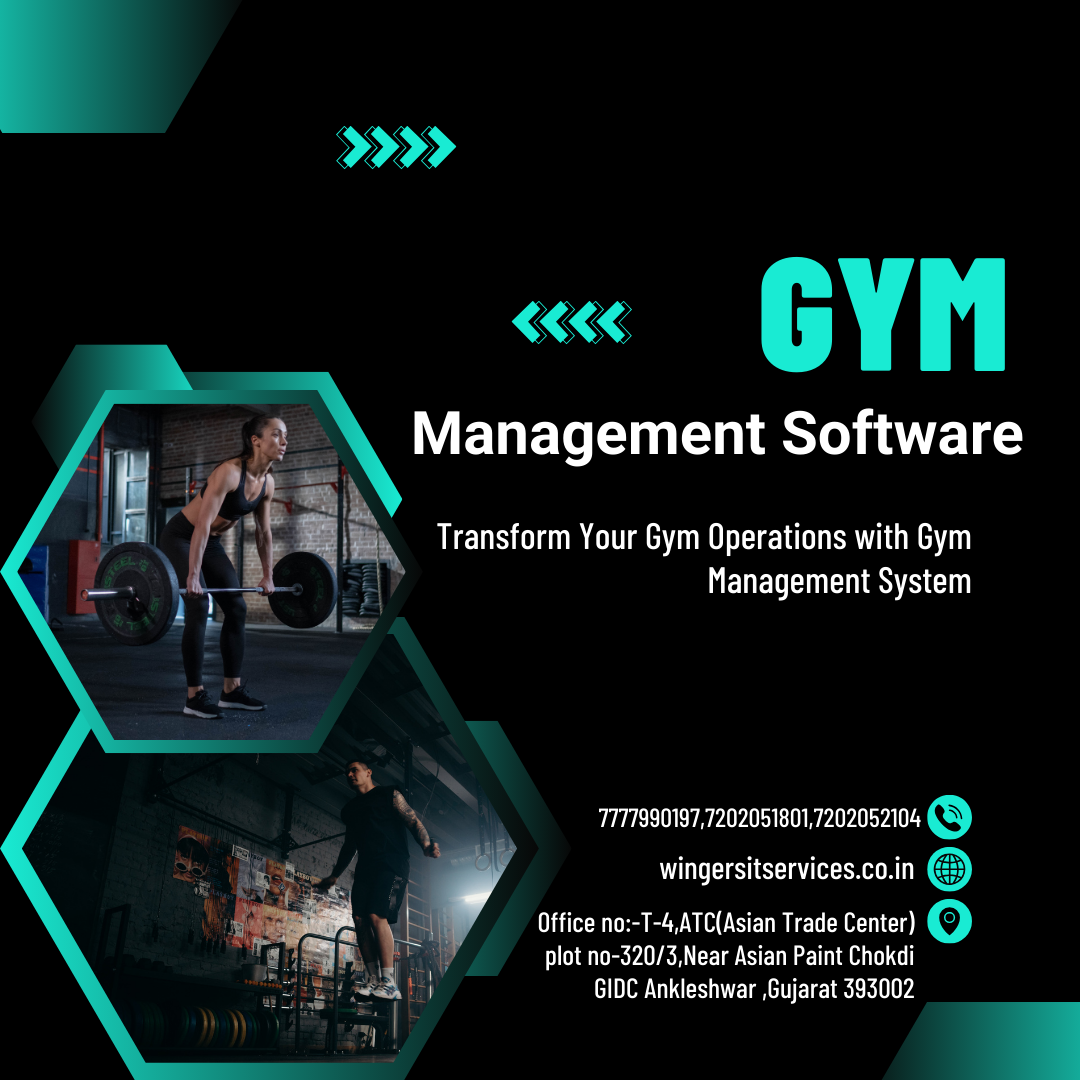 GYM
Management Software
Transform Your Gym Operations with Gym
Management System
7777990197,7202051801,7202052104
wingersitservices.co.in
Office no:-T-4,ATC(Asian Trade Center)
plot no-320/3,Near Asian Paint Chokdi
GIDC Ankleshwar ,Gujarat 393002